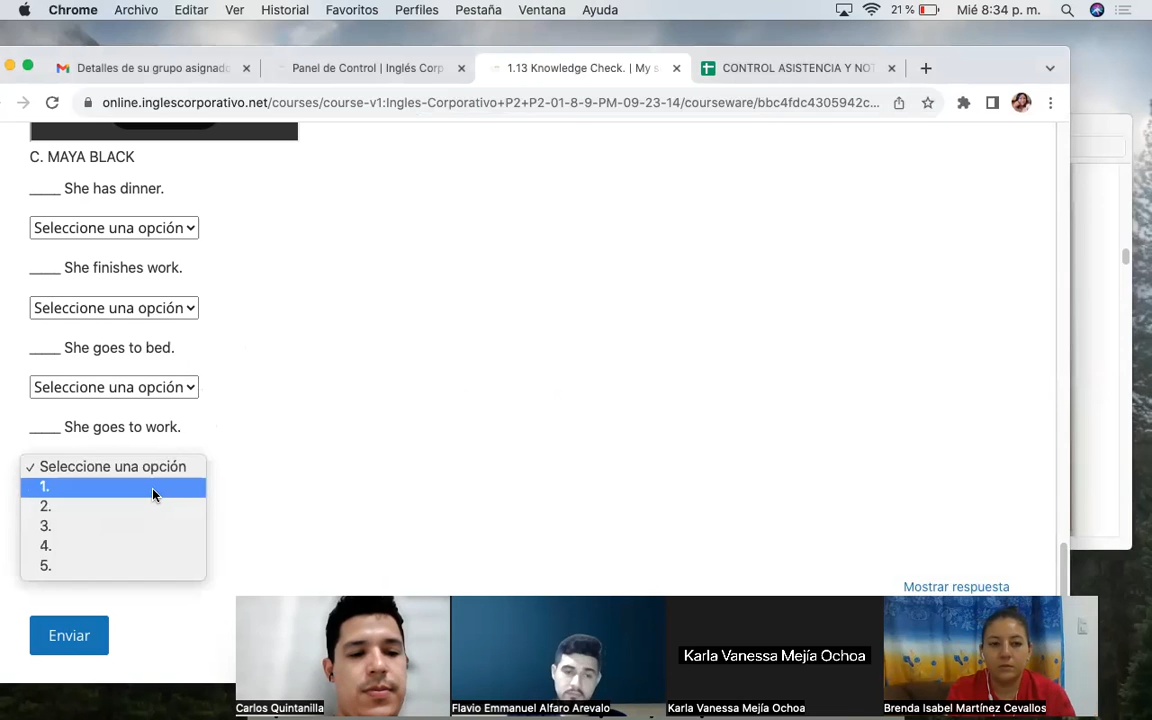 Chrome Archivo Editar Ver Historial Favoritos Perfiles Pestaña Ventana Ayuda 21 % Mié 8:34 p. m.
Detalles de su grupo asignad Panel de Control | Inglés Corp 1.13 Knowledge Check. | My s CONTROL ASISTENCIA Y NOT
online.inglescorporativo.net/courses/course-v1:Ingles-Corporativo+P2+P2-01-8-9-PM-09-23-14/courseware/bbc4fdc4305942c...
C. MAYA BLACK
_____ She has dinner.
Seleccione una opción
_____ She finishes work.
Seleccione una opción
_____ She goes to bed.
Seleccione una opción
_____ She goes to work.
✓ Seleccione una opción
1.
2.
3.
4.
5.
Mostrar respuesta
Enviar
Karla Vanessa Mejía Ochoa
Carlos Quintanilla Flavio Emmanuel Alfaro Arevalo Karla Vanessa Mejía Ochoa Brenda Isabel Martínez Cevallos